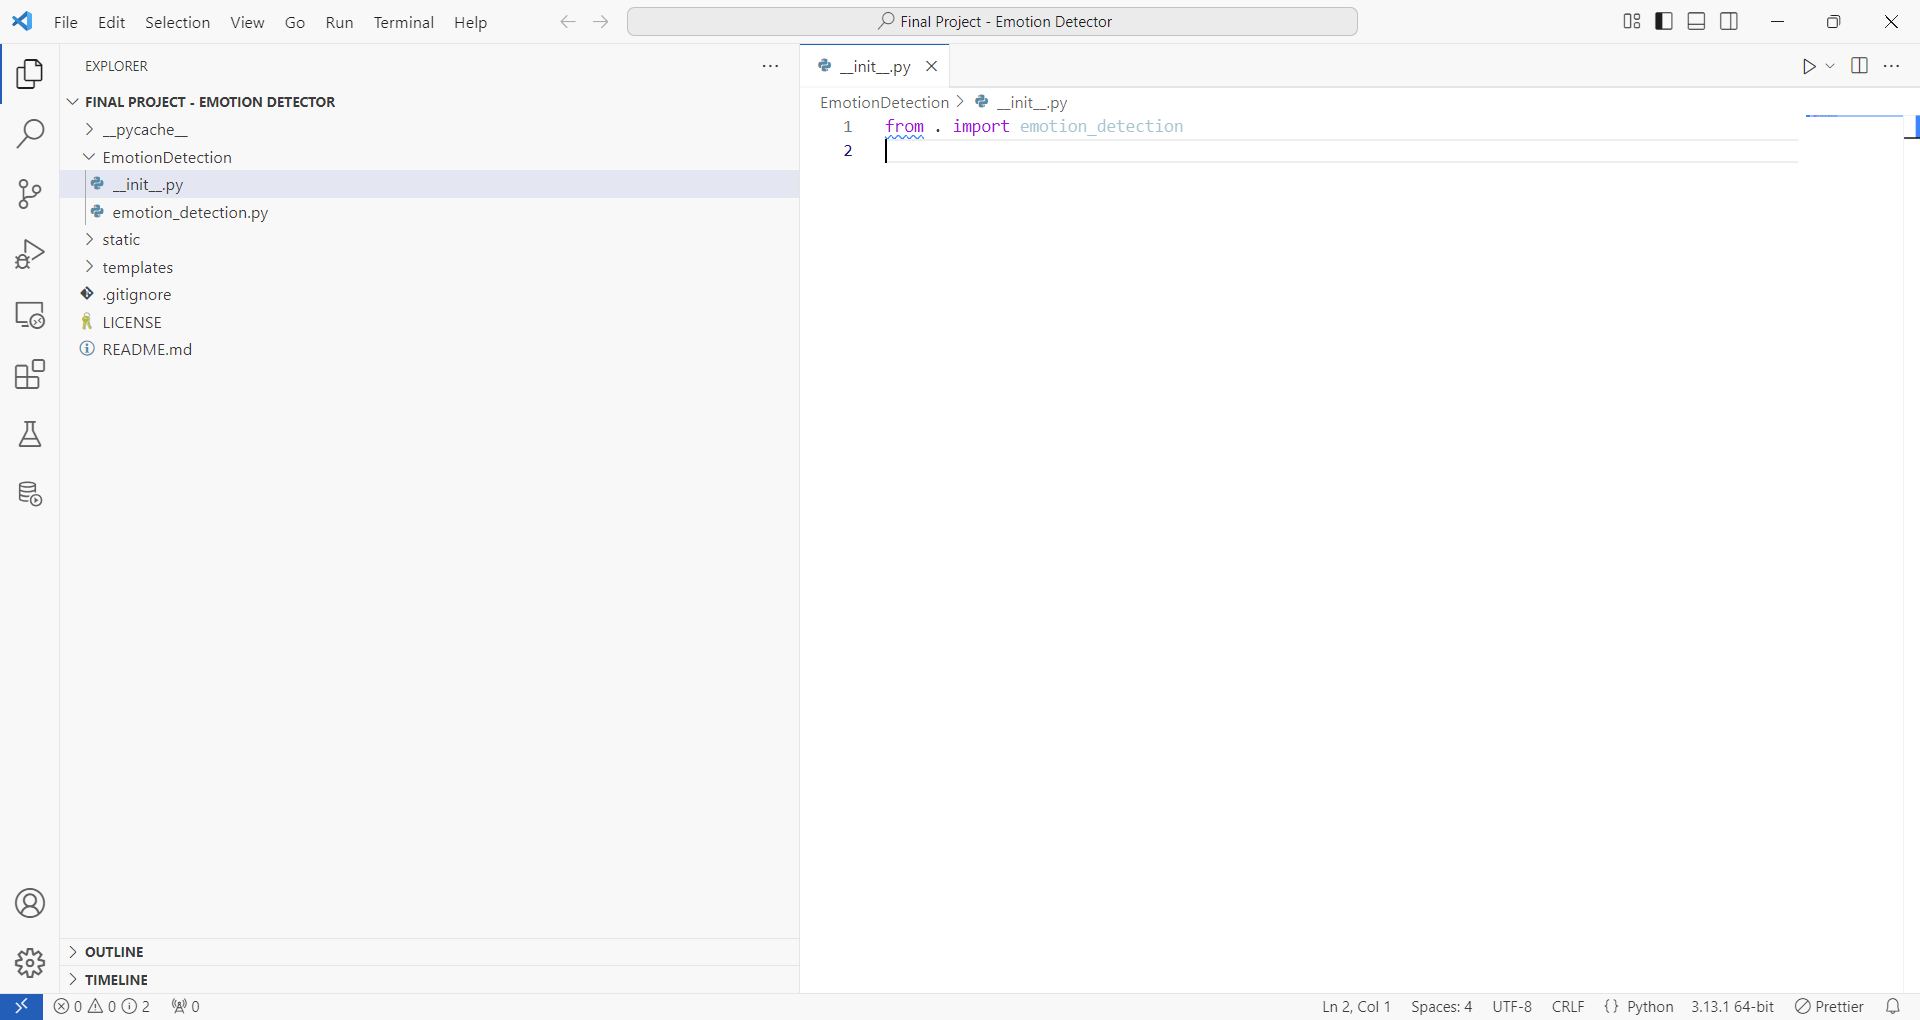 File Edit Selection View Go Run Terminal Help
Final Project - Emotion Detector
EXPLORER
FINAL PROJECT - EMOTION DETECTOR
__pycache__
EmotionDetection
__init__.py
emotion_detection.py
static
templates
.gitignore
LICENSE
README.md
OUTLINE
TIMELINE
__init__.py
EmotionDetection > __init__.py
1 from . import emotion_detection
2
0 0 2 0
Ln 2, Col 1 Spaces: 4 UTF-8 CRLF {} Python 3.13.1 64-bit Prettier